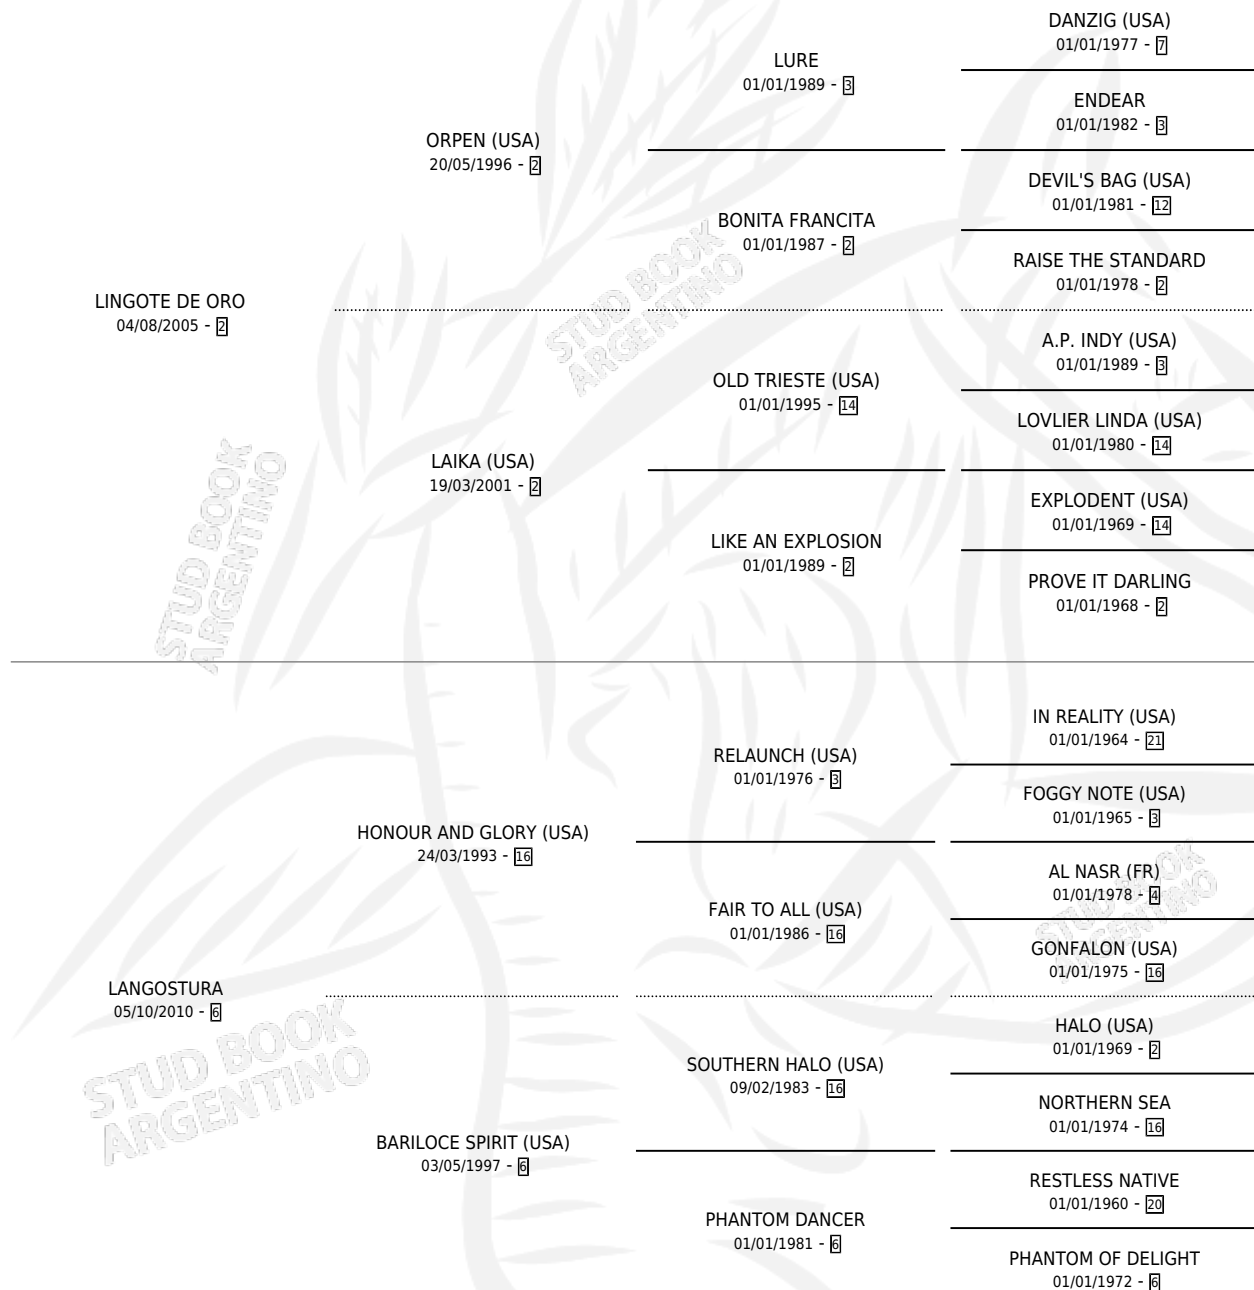 DANZIG (USA)
01/01/1977 - 7
LURE
01/01/1989 - 3
ENDEAR
01/01/1982 - 3
ORPEN (USA)
20/05/1996 - 2
DEVIL'S BAG (USA)
01/01/1981 - 12
BONITA FRANCITA
01/01/1987 - 2
RAISE THE STANDARD
01/01/1978 - 2
LINGOTE DE ORO
04/08/2005 - 2
A.P. INDY (USA)
01/01/1989 - 3
OLD TRIESTE (USA)
01/01/1995 - 14
LOVLIER LINDA (USA)
01/01/1980 - 14
LAIKA (USA)
19/03/2001 - 2
EXPLODENT (USA)
01/01/1969 - 14
LIKE AN EXPLOSION
01/01/1989 - 2
PROVE IT DARLING
01/01/1968 - 2
IN REALITY (USA)
01/01/1964 - 21
RELAUNCH (USA)
01/01/1976 - 3
FOGGY NOTE (USA)
01/01/1965 - 3
HONOUR AND GLORY (USA)
24/03/1993 - 16
AL NASR (FR)
01/01/1978 - 4
FAIR TO ALL (USA)
01/01/1986 - 16
GONFALON (USA)
01/01/1975 - 16
LANGOSTURA
05/10/2010 - 6
HALO (USA)
01/01/1969 - 2
SOUTHERN HALO (USA)
09/02/1983 - 16
NORTHERN SEA
01/01/1974 - 16
BARILOCE SPIRIT (USA)
03/05/1997 - 6
RESTLESS NATIVE
01/01/1960 - 20
PHANTOM DANCER
01/01/1981 - 6
PHANTOM OF DELIGHT
01/01/1972 - 6
STUD BOOK
ARGENTINO
STUD BOOK
ARGENTINO
STUD BOOK
ARGENTINO
STUD BOOK
ARGENTINO